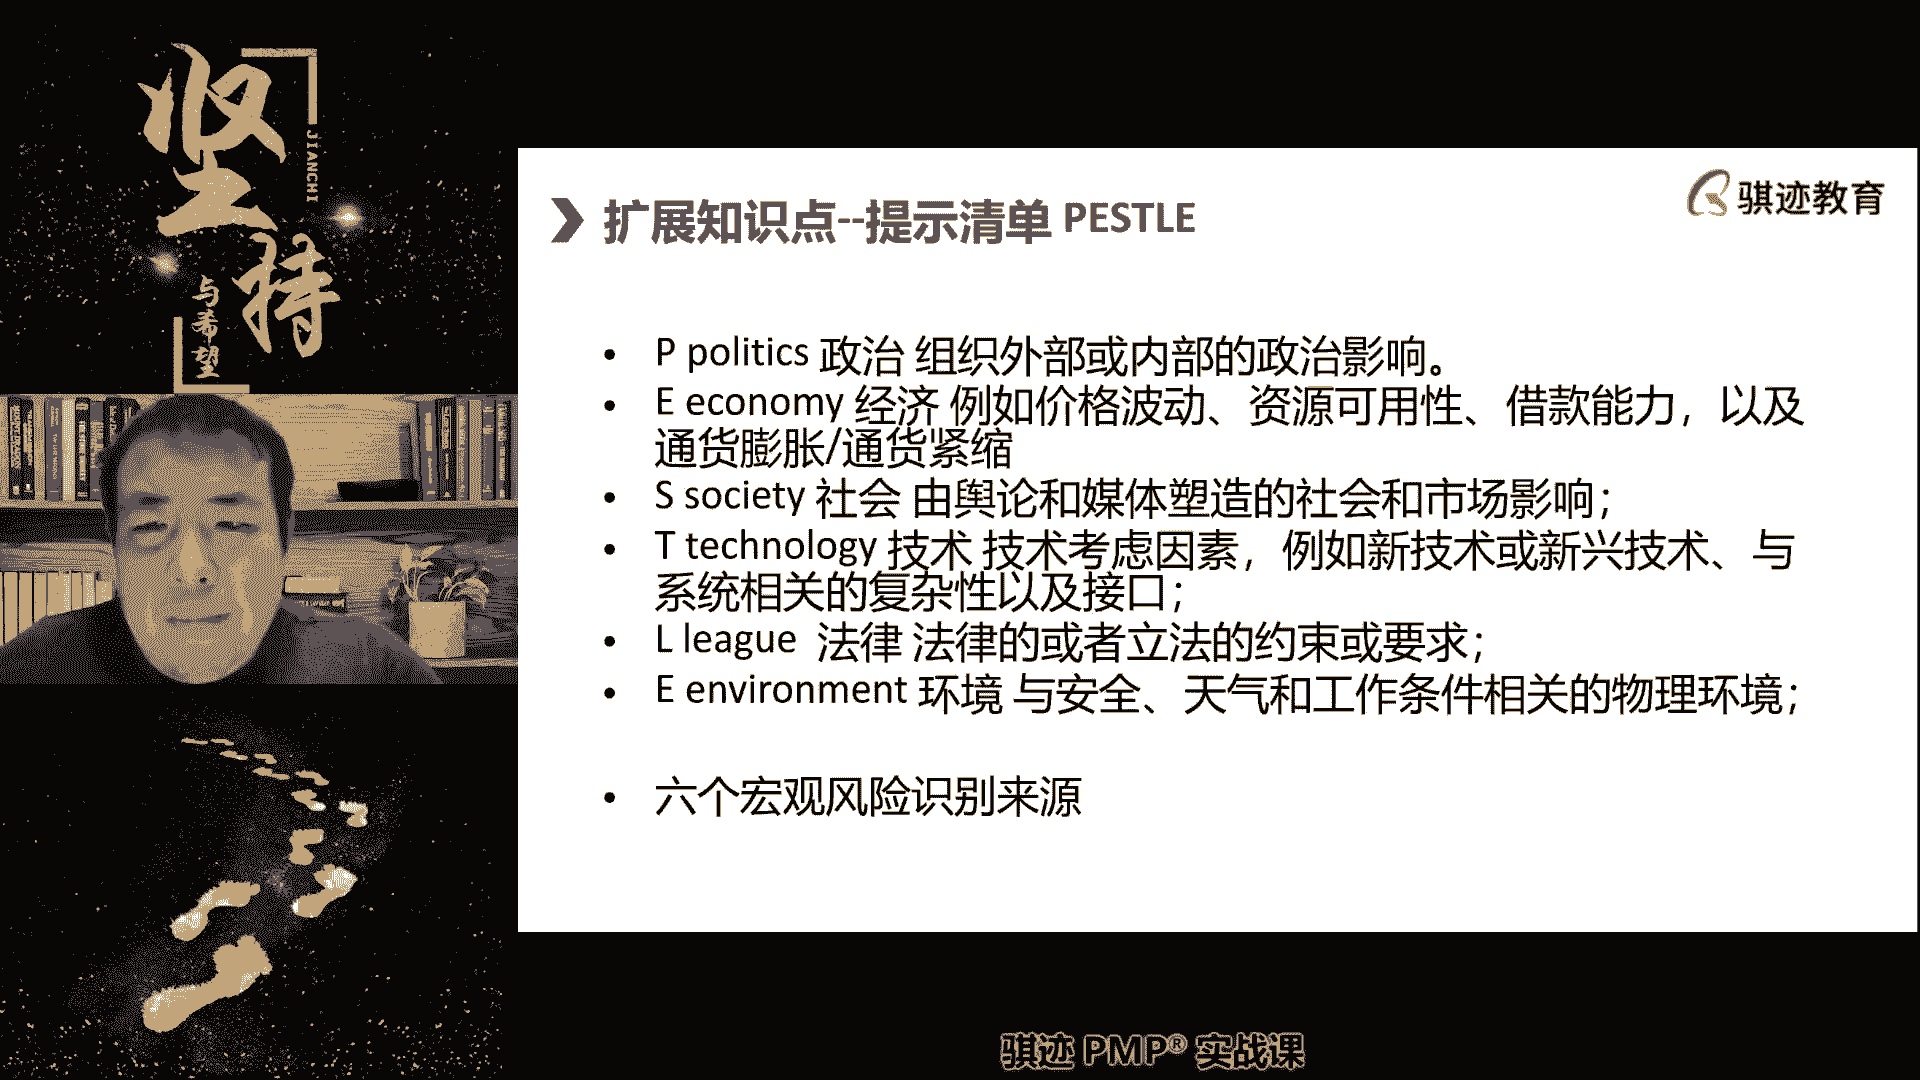 坚持
JIANCHI
与希望
骐迹教育
扩展知识点--提示清单 PESTLE
• P politics 政治 组织外部或内部的政治影响。
• E economy 经济 例如价格波动、资源可用性、借款能力，以及
通货膨胀/通货紧缩
• S society 社会 由舆论和媒体塑造的社会和市场影响；
• T technology 技术 技术考虑因素，例如新技术或新兴技术、与
系统相关的复杂性以及接口；
• L league 法律 法律的或者立法的约束或要求；
• E environment 环境 与安全、天气和工作条件相关的物理环境；
• 六个宏观风险识别来源
骐迹 PMP® 实战课